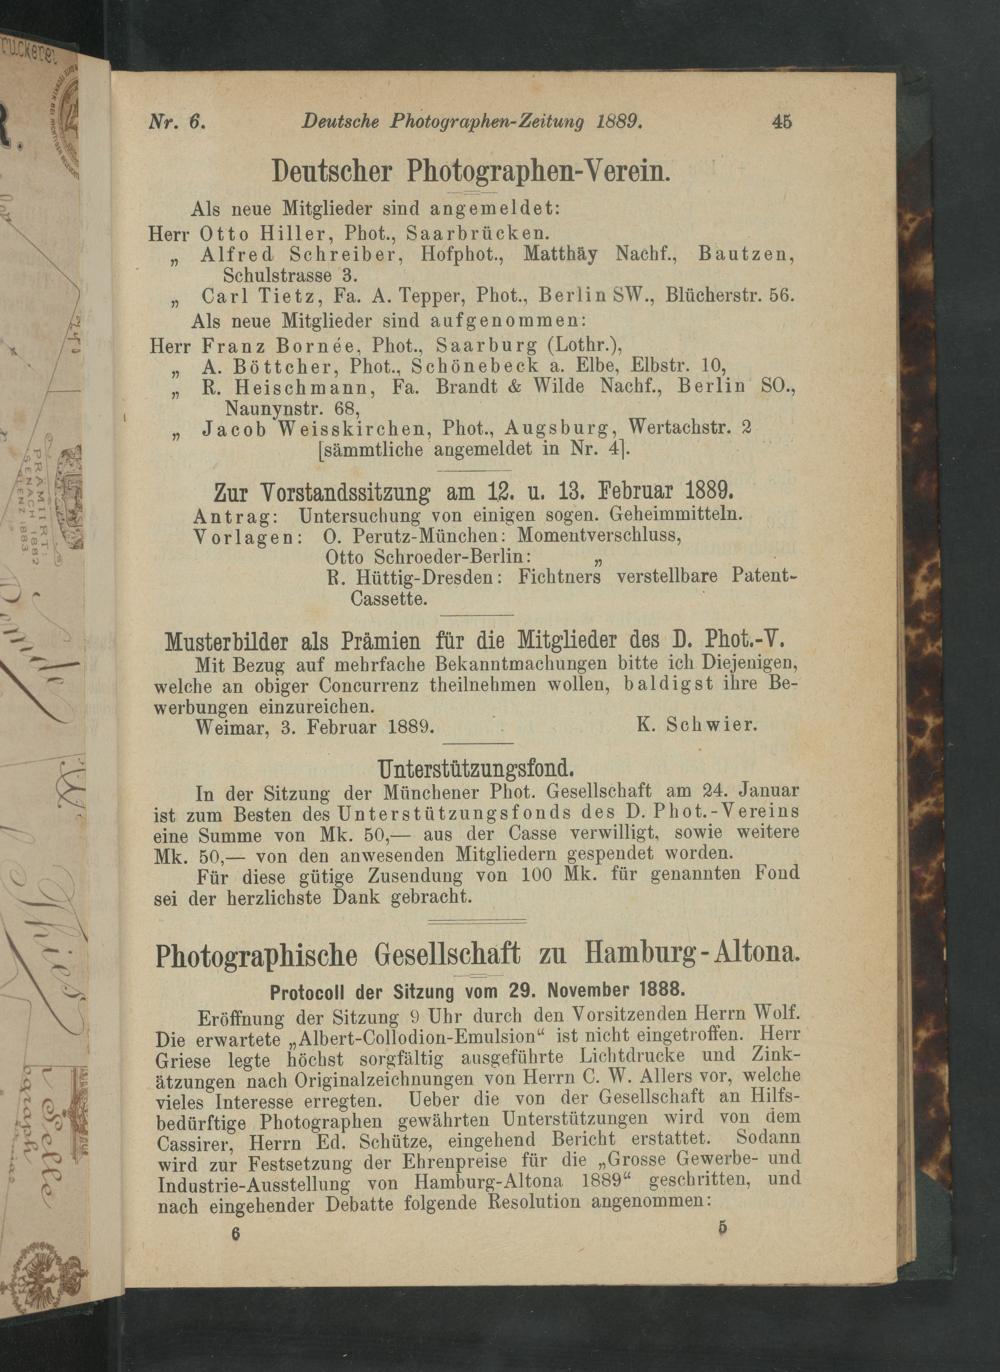 Nr. 6. Deutsche Photographen-Zeitung 1889. 45
Deutscher Photographen-Verein.
Als neue Mitglieder sind angemeldet:
Herr Otto Hiller, Phot., Saarbrücken.
„ Alfred Schreiber, Hofphot., Matthäy Nachf., Bautzen,
Schulstrasse 3.
„ Carl Tietz, Fa. A. Tepper, Phot., Berlin SW., Blücherstr. 56.
Als neue Mitglieder sind aufgenommen:
Herr Franz Bornée, Phot., Saarburg (Lothr.),
„ A. Böttcher, Phot., Schönebeck a. Elbe, Elbstr. 10,
„ R. Heischmann, Fa. Brandt & Wilde Nachf., Berlin SO.,
Naunynstr. 68,
„ Jacob Weisskirchen, Phot., Augsburg, Wertachstr. 2
[sämmtliche angemeldet in Nr. 4].
Zur Vorstandssitzung am 12. u. 13. Februar 1889.
Antrag: Untersuchung von einigen sogen. Geheimmitteln.
Vorlagen: O. Perutz-München: Momentverschluss,
Otto Schroeder-Berlin: „
R. Hüttig-Dresden: Fichtners verstellbare Patent-
Cassette.
Musterbilder als Prämien für die Mitglieder des D. Phot.-V.
Mit Bezug auf mehrfache Bekanntmachungen bitte ich Diejenigen,
welche an obiger Concurrenz theilnehmen wollen, baldigst ihre Be-
werbungen einzureichen.
Weimar, 3. Februar 1889. K. Schwier.
Unterstützungsfond.
In der Sitzung der Münchener Phot. Gesellschaft am 24. Januar
ist zum Besten des Unterstützungsfonds des D. Phot.-Vereins
eine Summe von Mk. 50,— aus der Casse verwilligt, sowie weitere
Mk. 50,— von den anwesenden Mitgliedern gespendet worden.
Für diese gütige Zusendung von 100 Mk. für genannten Fond
sei der herzlichste Dank gebracht.
Photographische Gesellschaft zu Hamburg-Altona.
Protocoll der Sitzung vom 29. November 1888.
Eröffnung der Sitzung 9 Uhr durch den Vorsitzenden Herrn Wolf.
Die erwartete „Albert-Collodion-Emulsion“ ist nicht eingetroffen. Herr
Griese legte höchst sorgfältig ausgeführte Lichtdrucke und Zink-
ätzungen nach Originalzeichnungen von Herrn C. W. Allers vor, welche
vieles Interesse erregten. Ueber die von der Gesellschaft an Hilfs-
bedürftige Photographen gewährten Unterstützungen wird von dem
Cassirer, Herrn Ed. Schütze, eingehend Bericht erstattet. Sodann
wird zur Festsetzung der Ehrenpreise für die „Grosse Gewerbe- und
Industrie-Ausstellung von Hamburg-Altona 1889“ geschritten, und
nach eingehender Debatte folgende Resolution angenommen:
6 5
PRÄMIIRT
1882
1883
W.
Thies
Selle